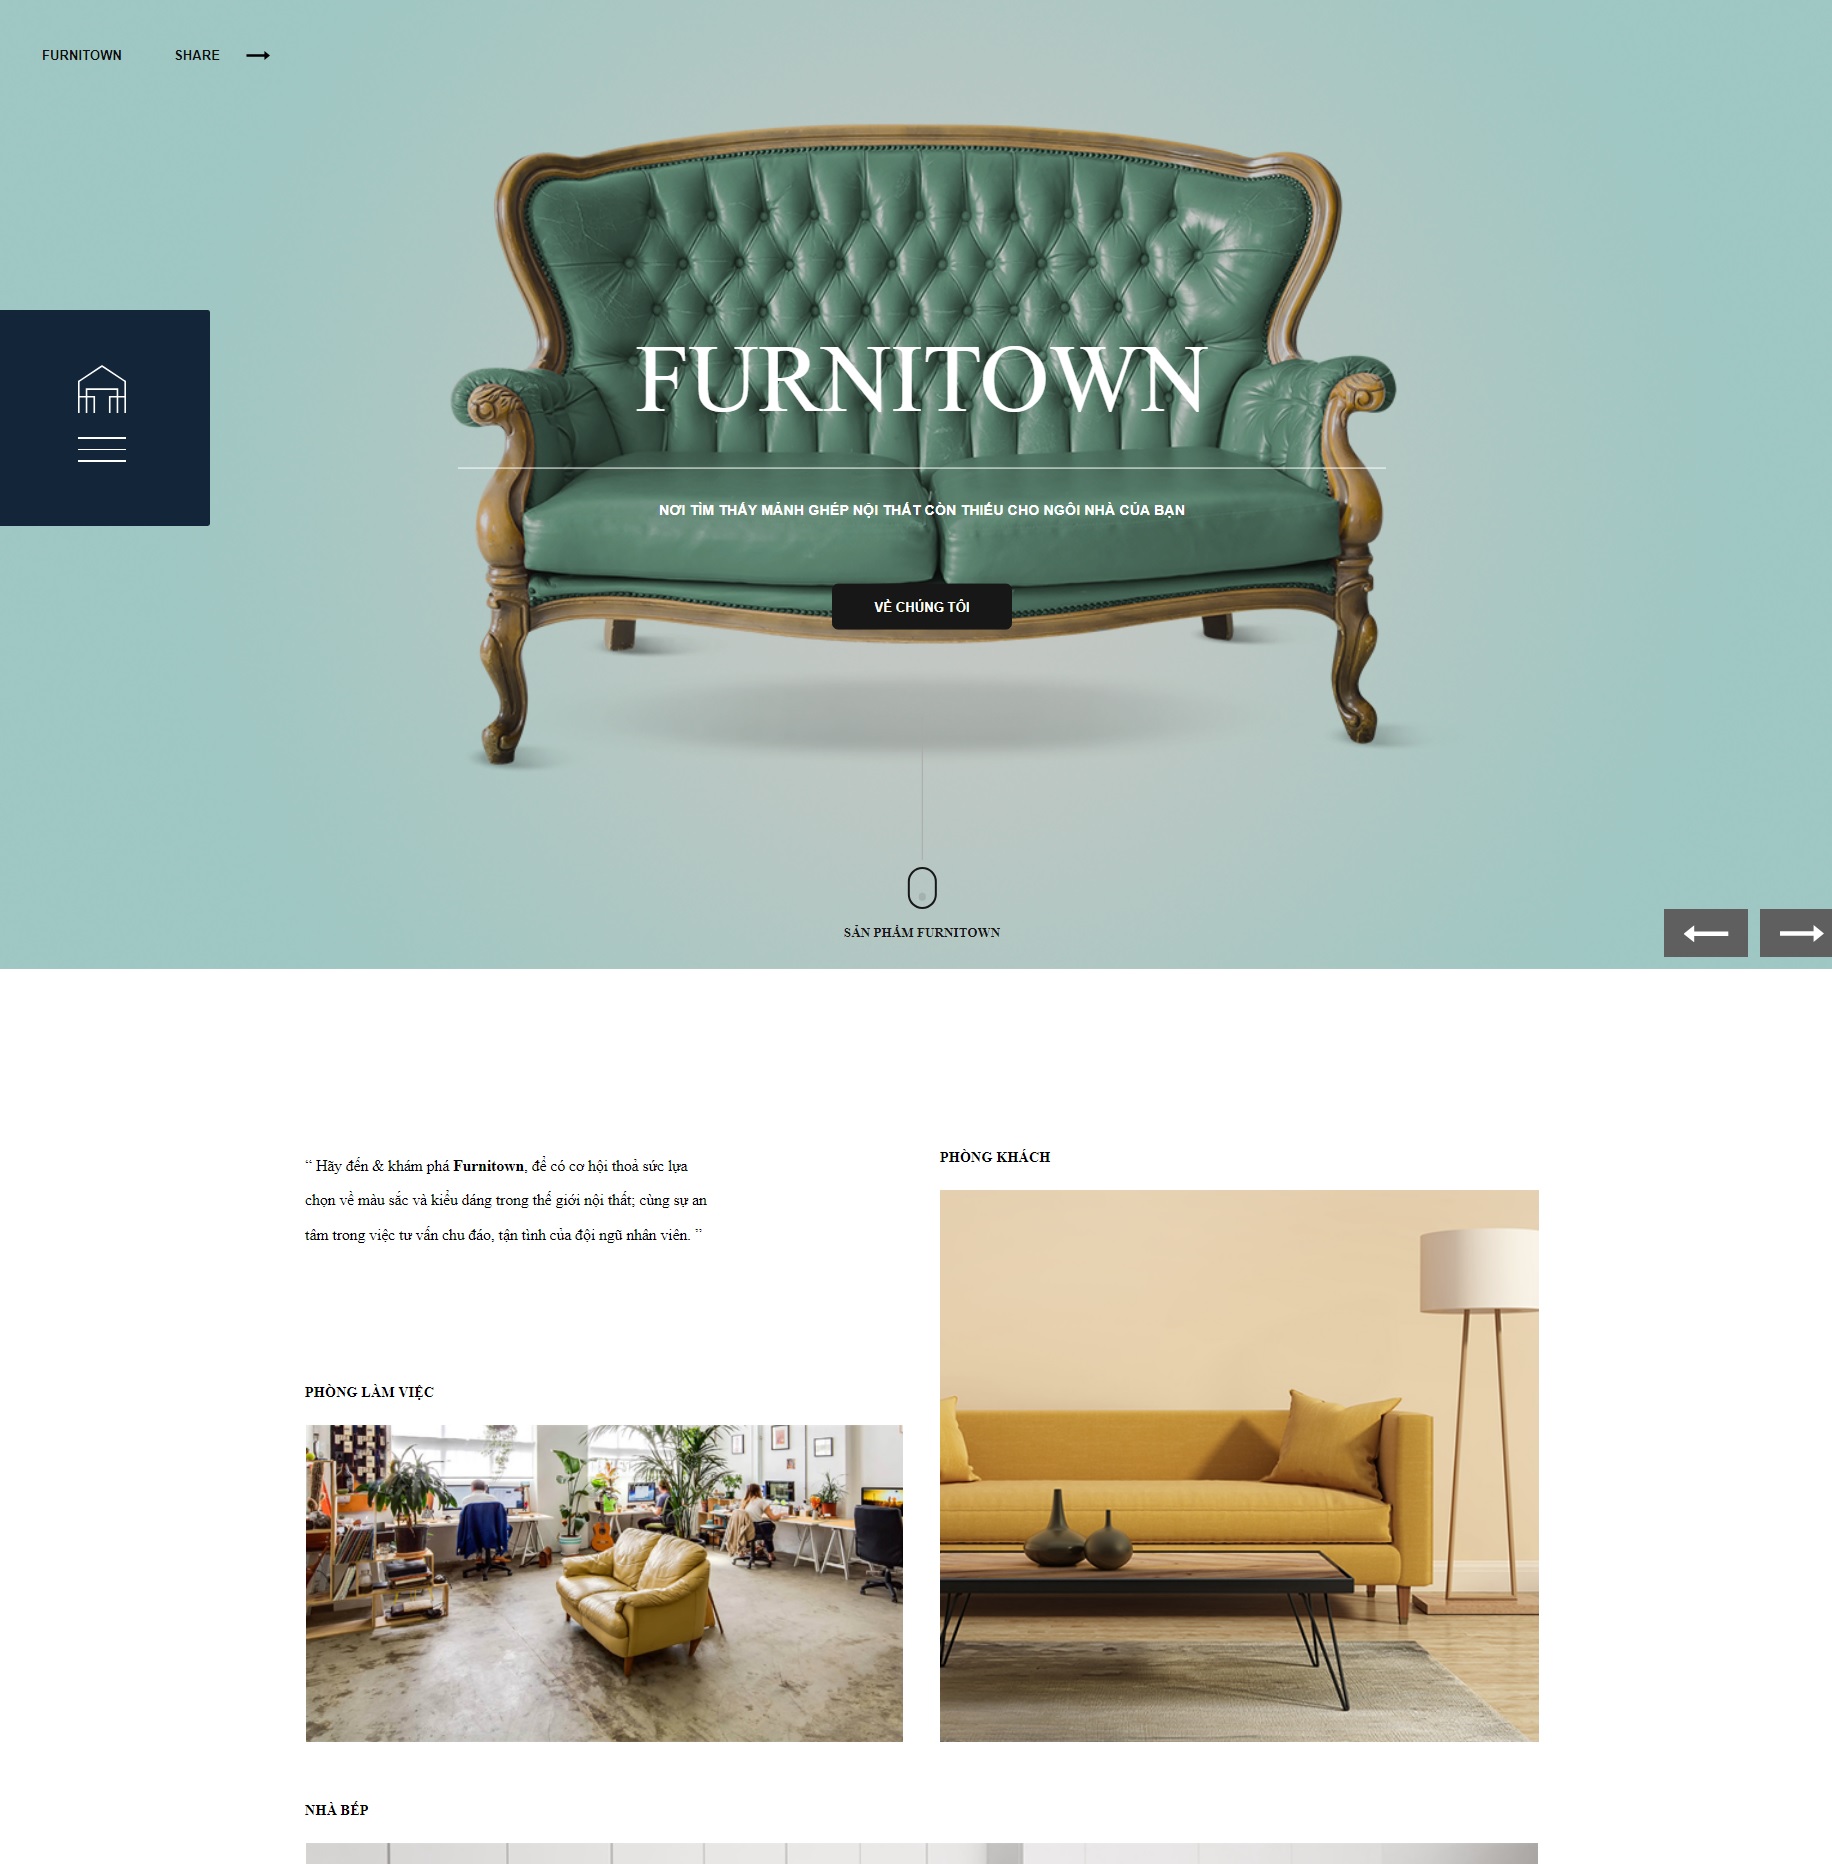 FURNITOWN
SHARE
FURNITOWN
NƠI TÌM THẤY MẢNH GHÉP NỘI THẤT CÒN THIẾU CHO NGÔI NHÀ CỦA BẠN
VỀ CHÚNG TÔI
SẢN PHẨM FURNITOWN
“ Hãy đến & khám phá Furnitown, để có cơ hội thoả sức lựa
chọn về màu sắc và kiểu dáng trong thế giới nội thất; cùng sự an
tâm trong việc tư vấn chu đáo, tận tình của đội ngũ nhân viên. ”
PHÒNG KHÁCH
PHÒNG LÀM VIỆC
NHÀ BẾP